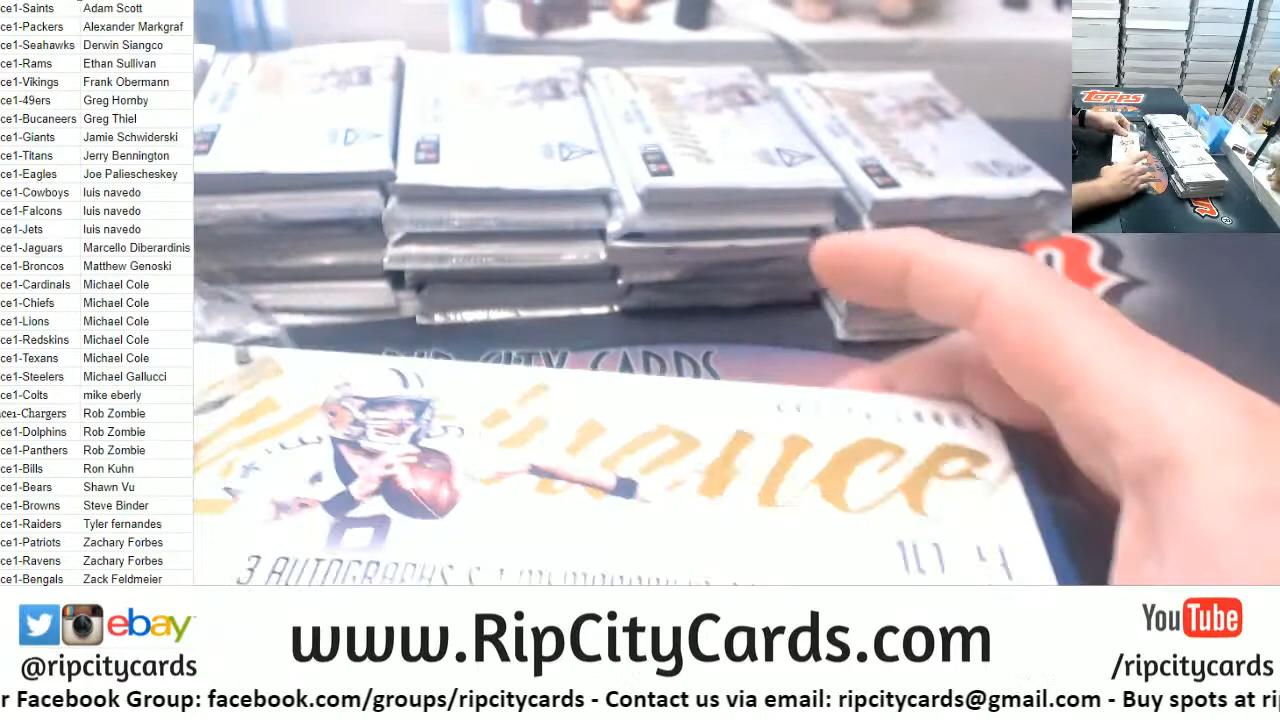 ce1-Saints Adam Scott
ce1-Packers Alexander Markgraf
ce1-Seahawks Derwin Siangco
ce1-Rams Ethan Sullivan
ce1-Vikings Frank Obermann
ce1-49ers Greg Hornby
ce1-Bucaneers Greg Thiel
ce1-Giants Jamie Schwiderski
ce1-Titans Jerry Bennington
ce1-Eagles Joe Paliescheskey
ce1-Cowboys luis navedo
ce1-Falcons luis navedo
ce1-Jets luis navedo
ce1-Jaguars Marcello Diberardinis
ce1-Broncos Matthew Genoski
ce1-Cardinals Michael Cole
ce1-Chiefs Michael Cole
ce1-Lions Michael Cole
ce1-Redskins Michael Cole
ce1-Texans Michael Cole
ce1-Steelers Michael Gallucci
ce1-Colts mike eberly
ce1-Chargers Rob Zombie
ce1-Dolphins Rob Zombie
ce1-Panthers Rob Zombie
ce1-Bills Ron Kuhn
ce1-Bears Shawn Vu
ce1-Browns Steve Binder
ce1-Raiders Tyler fernandes
ce1-Patriots Zachary Forbes
ce1-Ravens Zachary Forbes
ce1-Bengals Zack Feldmeier
Topps
RIP CITY CARDS
3 AUTOGRAPHS
ebay
@ripcitycards
www.RipCityCards.com
YouTube
/ripcitycards
r Facebook Group: facebook.com/groups/ripcitycards - Contact us via email: ripcitycards@gmail.com - Buy spots at ri